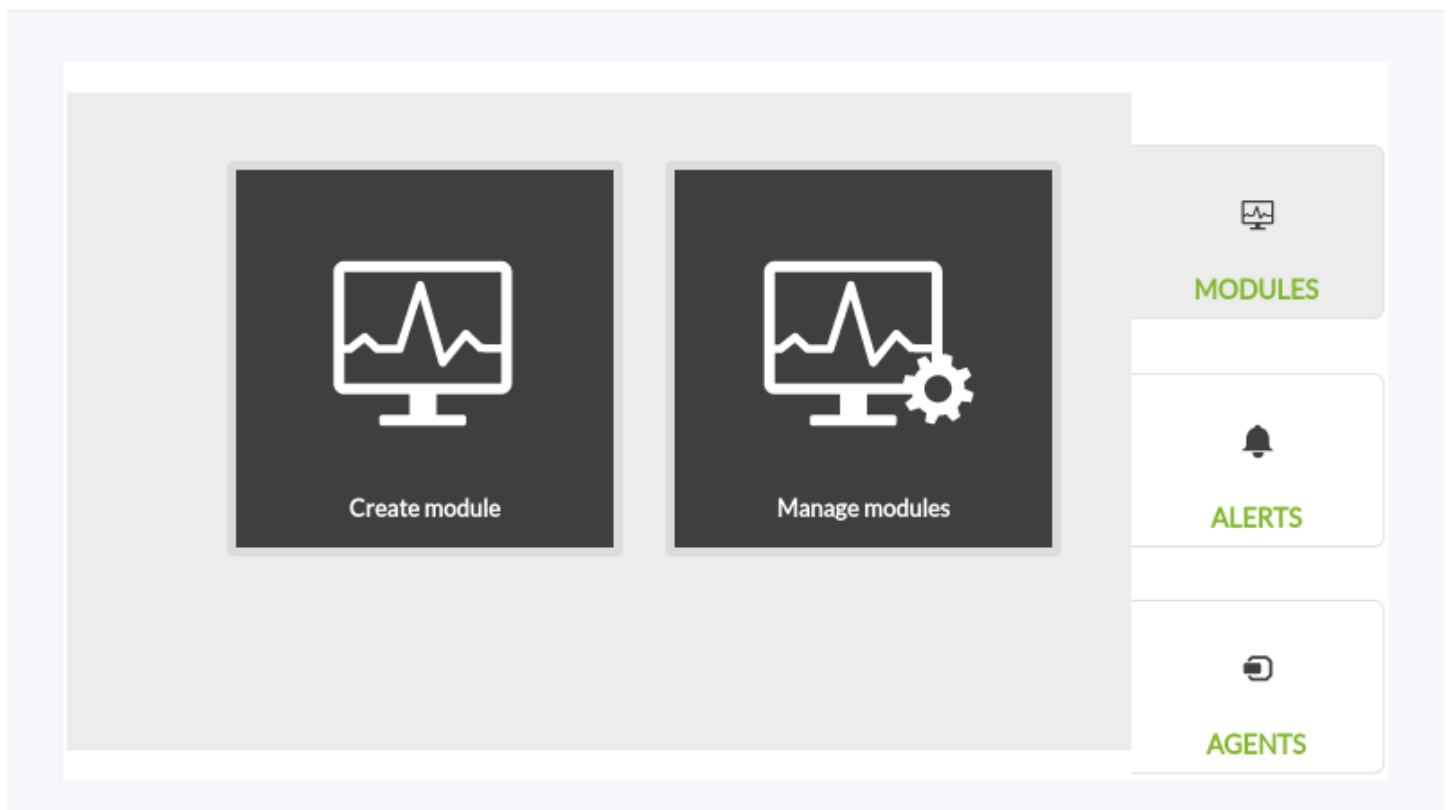 Create module
Manage modules
MODULES
ALERTS
AGENTS